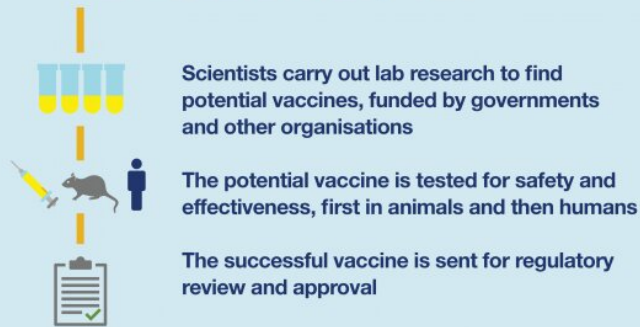 Scientists carry out lab research to find
potential vaccines, funded by governments
and other organisations
The potential vaccine is tested for safety and
effectiveness, first in animals and then humans
The successful vaccine is sent for regulatory
review and approval